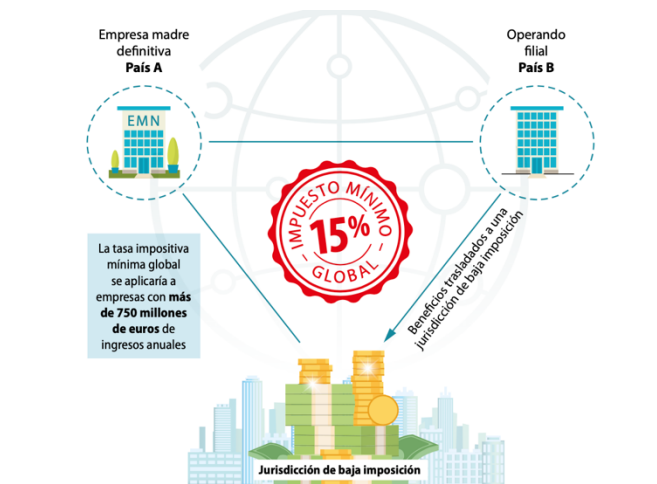 Empresa madre
definitiva
País A
Operando
filial
País B
EMN
IMPUESTO MÍNIMO
15%
– GLOBAL –
La tasa impositiva
mínima global
se aplicaría a
empresas con más
de 750 millones
de euros de
ingresos anuales
Beneficios trasladados a una
jurisdicción de baja imposición
Jurisdicción de baja imposición